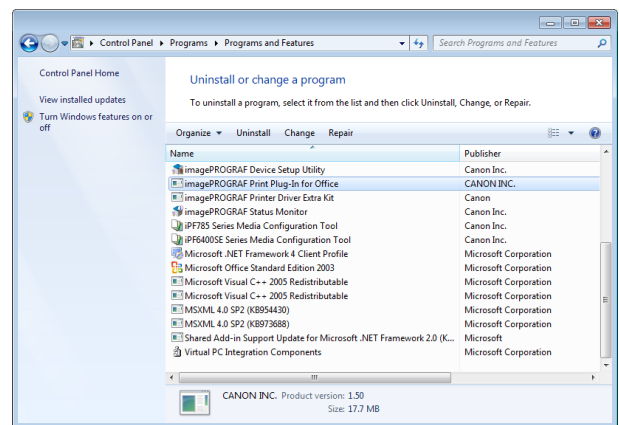 Control Panel ▸ Programs ▸ Programs and Features
Search Programs and Features
Control Panel Home
View installed updates
Turn Windows features on or
off
Uninstall or change a program
To uninstall a program, select it from the list and then click Uninstall, Change, or Repair.
Organize Uninstall Change Repair
Name Publisher
imagePROGRAF Device Setup Utility Canon Inc.
imagePROGRAF Print Plug-In for Office CANON INC.
imagePROGRAF Printer Driver Extra Kit Canon
imagePROGRAF Status Monitor Canon Inc.
iPF785 Series Media Configuration Tool Canon Inc.
iPF6400SE Series Media Configuration Tool Canon Inc.
Microsoft .NET Framework 4 Client Profile Microsoft Corporation
Microsoft Office Standard Edition 2003 Microsoft Corporation
Microsoft Visual C++ 2005 Redistributable Microsoft Corporation
Microsoft Visual C++ 2005 Redistributable Microsoft Corporation
MSXML 4.0 SP2 (KB954430) Microsoft Corporation
MSXML 4.0 SP2 (KB973688) Microsoft Corporation
Shared Add-in Support Update for Microsoft .NET Framework 2.0 (K... Microsoft
Virtual PC Integration Components Microsoft Corporation
CANON INC. Product version: 1.50
Size: 17.7 MB